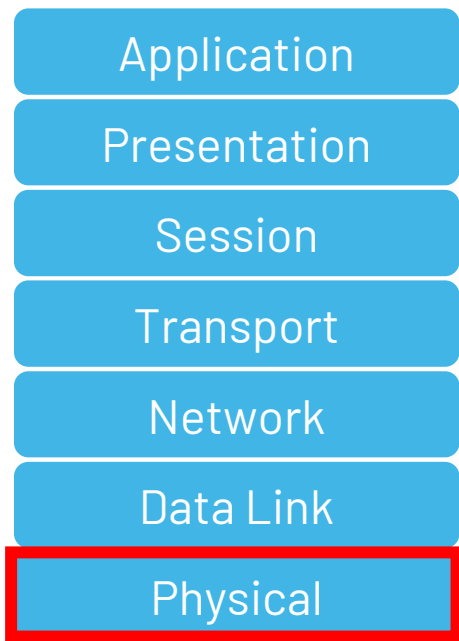 Application
Presentation
Session
Transport
Network
Data Link
Physical